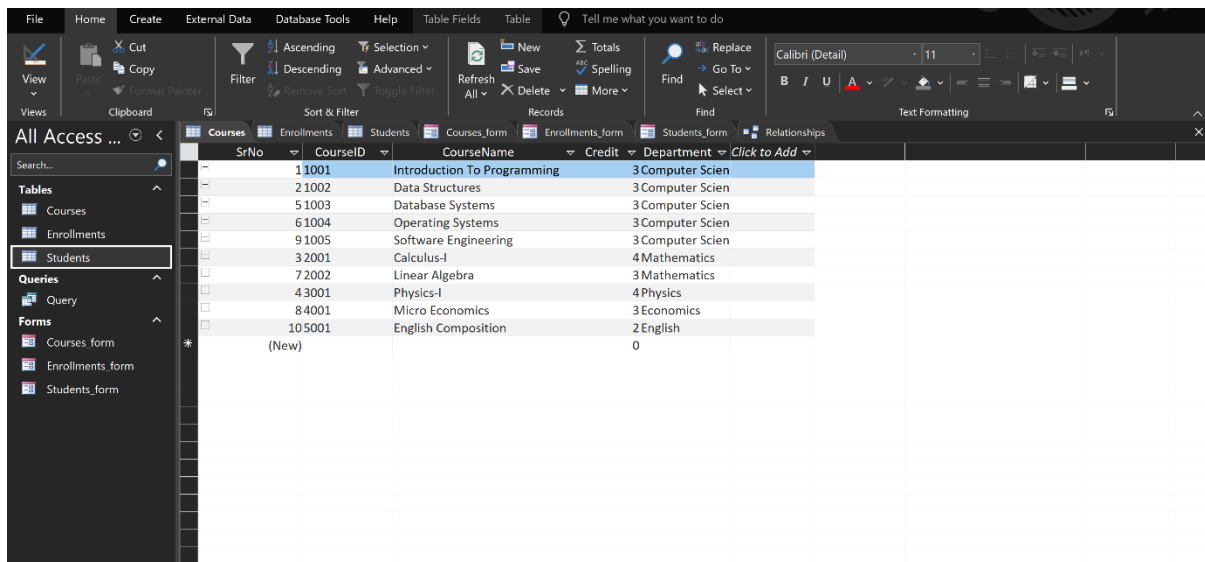 File Home Create External Data Database Tools Help Table Fields Table Tell me what you want to do
View
Views
Paste
Cut
Copy
Format Painter
Clipboard
Filter
Ascending
Descending
Remove Sort
Selection
Advanced
Toggle Filter
Sort & Filter
Refresh
All
New
Save
Delete
Totals
Spelling
More
Records
Find
Replace
Go To
Select
Find
Calibri (Detail) 11
B I U A
Text Formatting
All Access ...
Search...
Tables
Courses
Enrollments
Students
Queries
Query
Forms
Courses_form
Enrollments_form
Students_form
Courses Enrollments Students Courses_form Enrollments_form Students_form Relationships
SrNo CourseID CourseName Credit Department Click to Add
1 1001 Introduction To Programming 3 Computer Scien
2 1002 Data Structures 3 Computer Scien
5 1003 Database Systems 3 Computer Scien
6 1004 Operating Systems 3 Computer Scien
9 1005 Software Engineering 3 Computer Scien
3 2001 Calculus-I 4 Mathematics
7 2002 Linear Algebra 3 Mathematics
4 3001 Physics-I 4 Physics
8 4001 Micro Economics 3 Economics
10 5001 English Composition 2 English
(New) 0